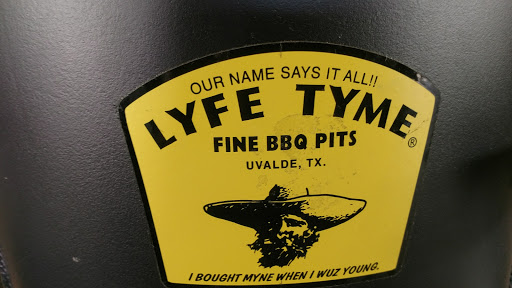 OUR NAME SAYS IT ALL!!
LYFE TYME®
FINE BBQ PITS
UVALDE, TX.
I BOUGHT MYNE WHEN I WUZ YOUNG.